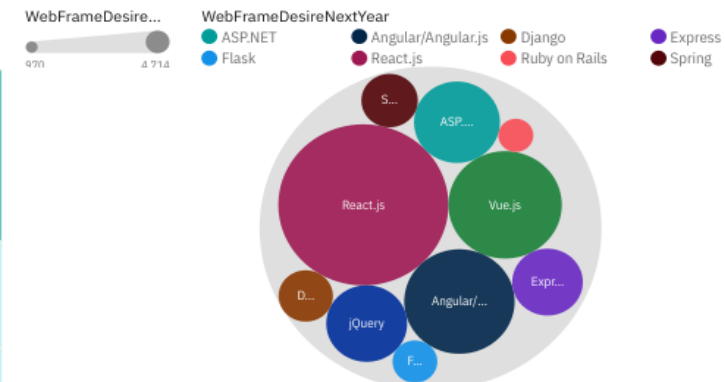 WebFrameDesire...
970
4,714
WebFrameDesireNextYear
ASP.NET
Angular/Angular.js
Django
Express
Flask
React.js
Ruby on Rails
Spring
S...
ASP....
React.js
Vue.js
Expr...
D...
Angular/...
jQuery
F...